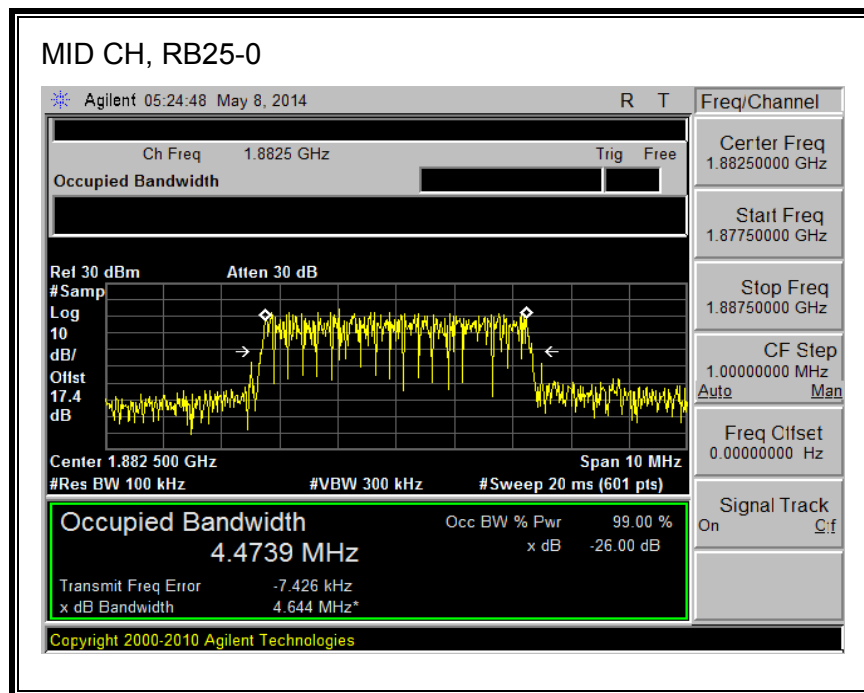 MID CH, RB25-0
Agilent 05:24:48 May 8, 2014 R T
Freq/Channel
Ch Freq 1.8825 GHz Trig Free
Occupied Bandwidth
Center Freq
1.88250000 GHz
Start Freq
1.87750000 GHz
Stop Freq
1.88750000 GHz
CF Step
1.00000000 MHz
Auto Man
Freq Offset
0.00000000 Hz
Signal Track
On Off
Ref 30 dBm Atten 30 dB
#Samp
Log
10
dB/
Offst
17.4
dB
Center 1.882 500 GHz Span 10 MHz
#Res BW 100 kHz #VBW 300 kHz #Sweep 20 ms (601 pts)
Occupied Bandwidth
4.4739 MHz
Occ BW % Pwr 99.00 %
x dB -26.00 dB
Transmit Freq Error -7.426 kHz
x dB Bandwidth 4.644 MHz*
Copyright 2000-2010 Agilent Technologies